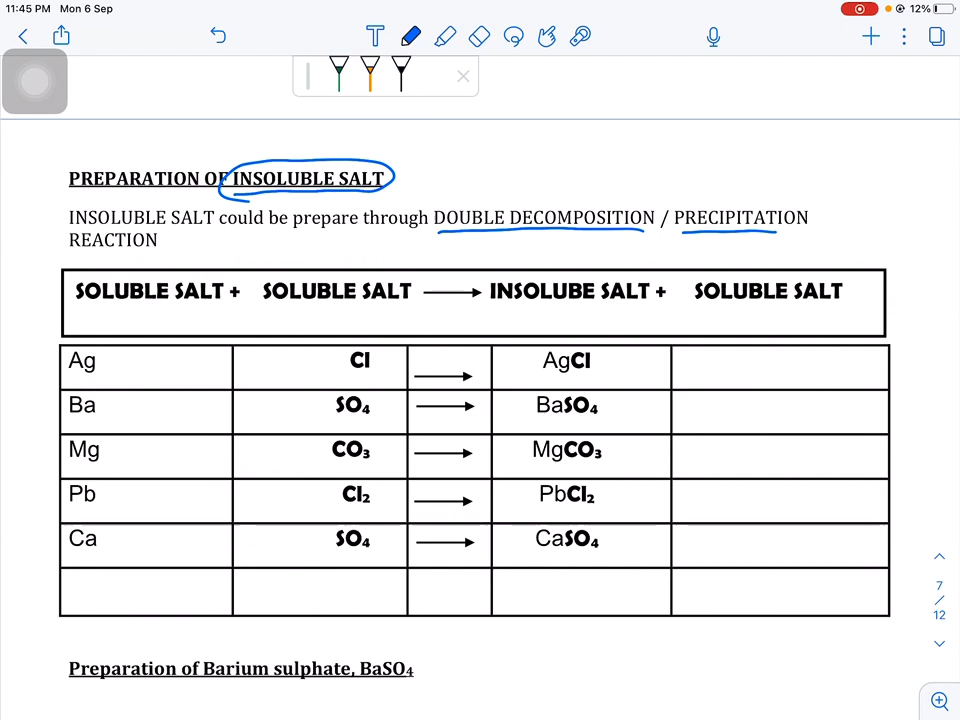 11:45 PM Mon 6 Sep 12%
T
PREPARATION OF INSOLUBLE SALT
INSOLUBLE SALT could be prepare through DOUBLE DECOMPOSITION / PRECIPITATION
REACTION
SOLUBLE SALT + SOLUBLE SALT ⟶ INSOLUBE SALT + SOLUBLE SALT
Ag Cl ⟶ AgCl
Ba SO₄ ⟶ BaSO₄
Mg CO₃ ⟶ MgCO₃
Pb Cl₂ ⟶ PbCl₂
Ca SO₄ ⟶ CaSO₄
7
/
12
Preparation of Barium sulphate, BaSO₄